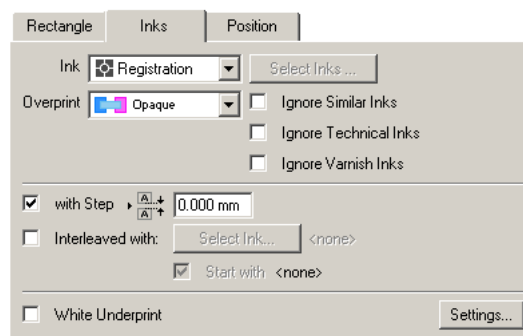 Rectangle Inks Position
Ink Registration Select Inks ...
Overprint Opaque Ignore Similar Inks
Ignore Technical Inks
Ignore Varnish Inks
with Step A A 0.000 mm
Interleaved with: Select Ink... <none>
Start with <none>
White Underprint Settings...